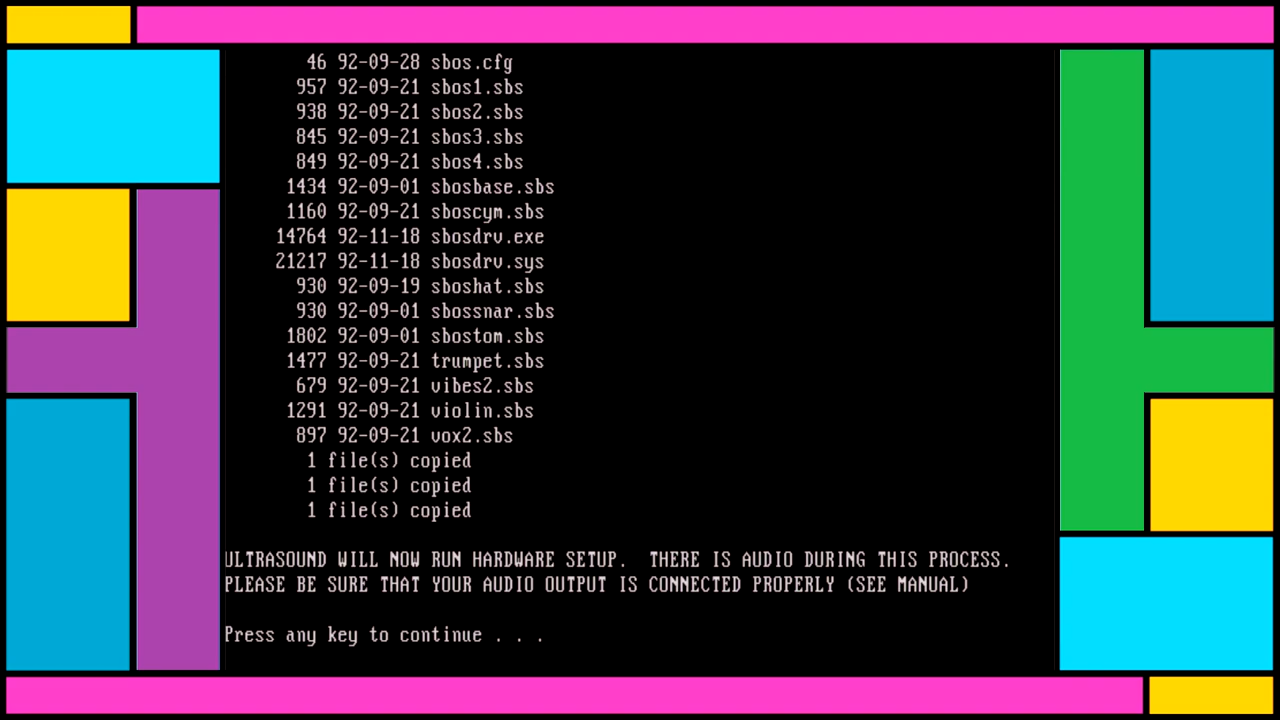 46 92-09-28 sbos.cfg
957 92-09-21 sbos1.sbs
938 92-09-21 sbos2.sbs
845 92-09-21 sbos3.sbs
849 92-09-21 sbos4.sbs
1434 92-09-01 sbosbase.sbs
1160 92-09-21 sboscym.sbs
14764 92-11-18 sbosdrv.exe
21217 92-11-18 sbosdrv.sys
930 92-09-19 sboshat.sbs
930 92-09-01 sbossnar.sbs
1802 92-09-01 sbostom.sbs
1477 92-09-21 trumpet.sbs
679 92-09-21 vibes2.sbs
1291 92-09-21 violin.sbs
897 92-09-21 vox2.sbs
1 file(s) copied
1 file(s) copied
1 file(s) copied
ULTRASOUND WILL NOW RUN HARDWARE SETUP.  THERE IS AUDIO DURING THIS PROCESS.
PLEASE BE SURE THAT YOUR AUDIO OUTPUT IS CONNECTED PROPERLY (SEE MANUAL)
Press any key to continue . . .